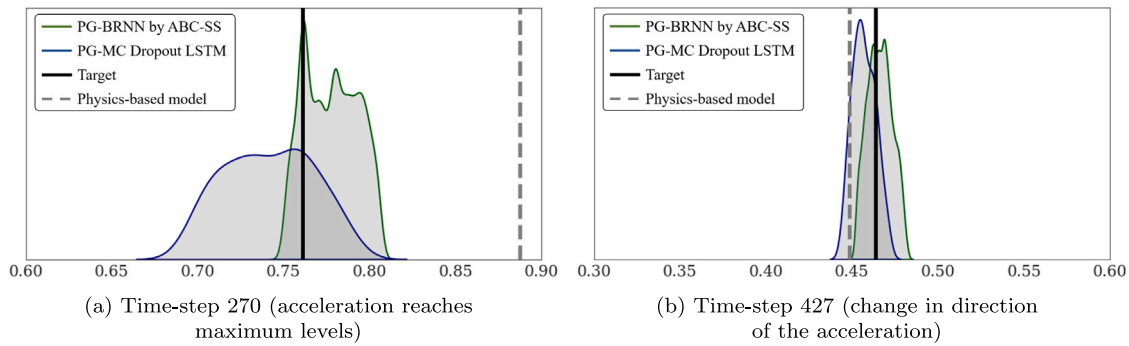 PG-BRNN by ABC-SS
PG-MC Dropout LSTM
Target
Physics-based model
0.60 0.65 0.70 0.75 0.80 0.85 0.90
(a) Time-step 270 (acceleration reaches
maximum levels)
PG-BRNN by ABC-SS
PG-MC Dropout LSTM
Target
Physics-based model
0.30 0.35 0.40 0.45 0.50 0.55 0.60
(b) Time-step 427 (change in direction
of the acceleration)